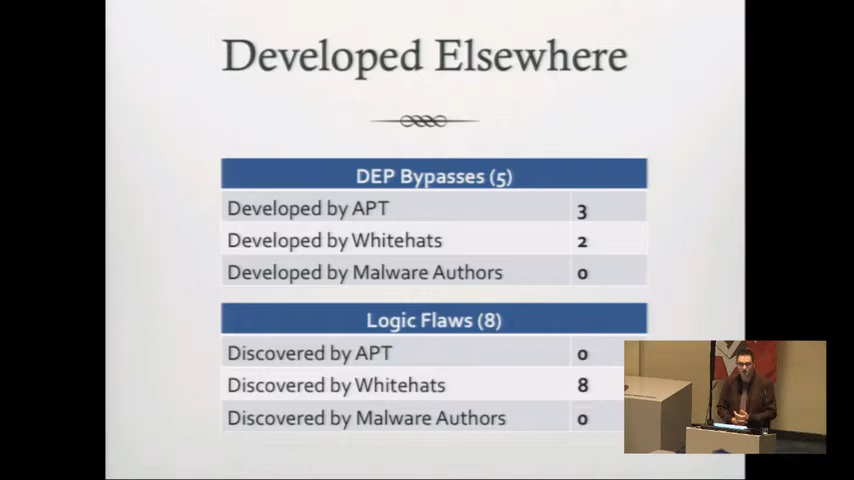 Developed Elsewhere
DEP Bypasses (5)
Developed by APT 3
Developed by Whitehats 2
Developed by Malware Authors 0
Logic Flaws (8)
Discovered by APT 0
Discovered by Whitehats 8
Discovered by Malware Authors 0